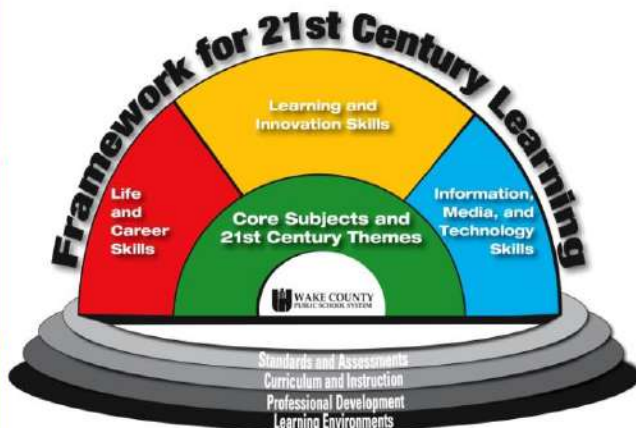 Framework for 21st Century Learning
Learning and
Innovation Skills
Life
and
Career
Skills
Information,
Media, and
Technology
Skills
Core Subjects and
21st Century Themes
WAKE COUNTY
PUBLIC SCHOOL SYSTEM
Standards and Assessments
Curriculum and Instruction
Professional Development
Learning Environments